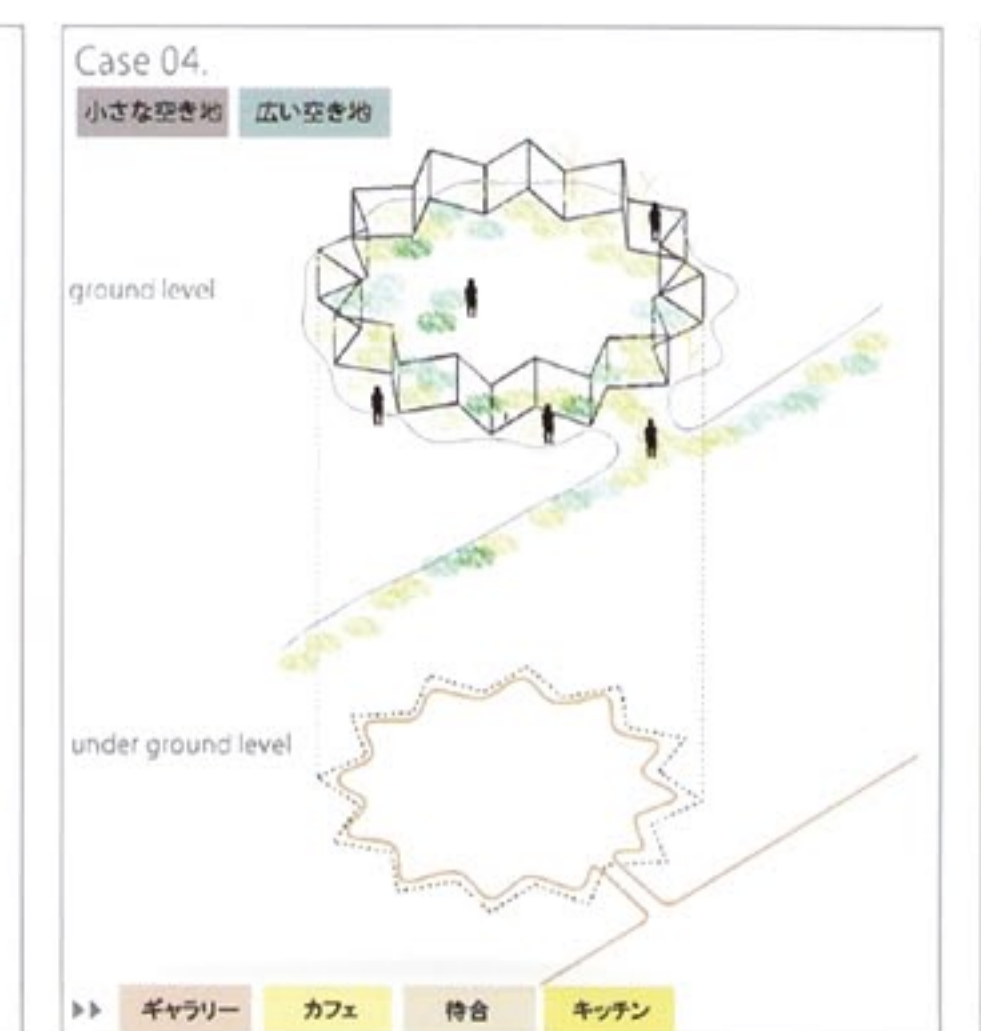 Case 04.
小さな空き地 広い空き地
ground level
under ground level
▶▶ ギャラリー カフェ 待合 キッチン